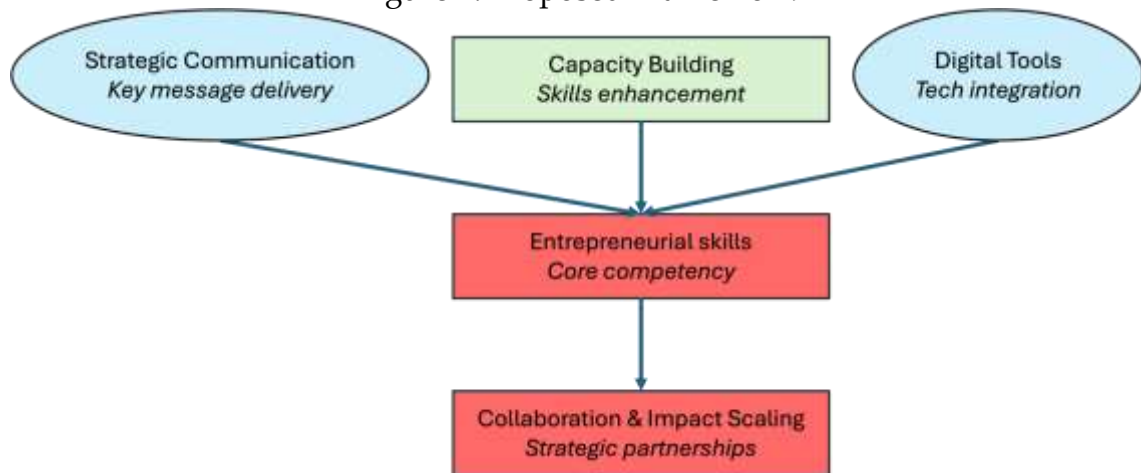 Strategic Communication
Key message delivery
Capacity Building
Skills enhancement
Digital Tools
Tech integration
Entrepreneurial skills
Core competency
Collaboration & Impact Scaling
Strategic partnerships